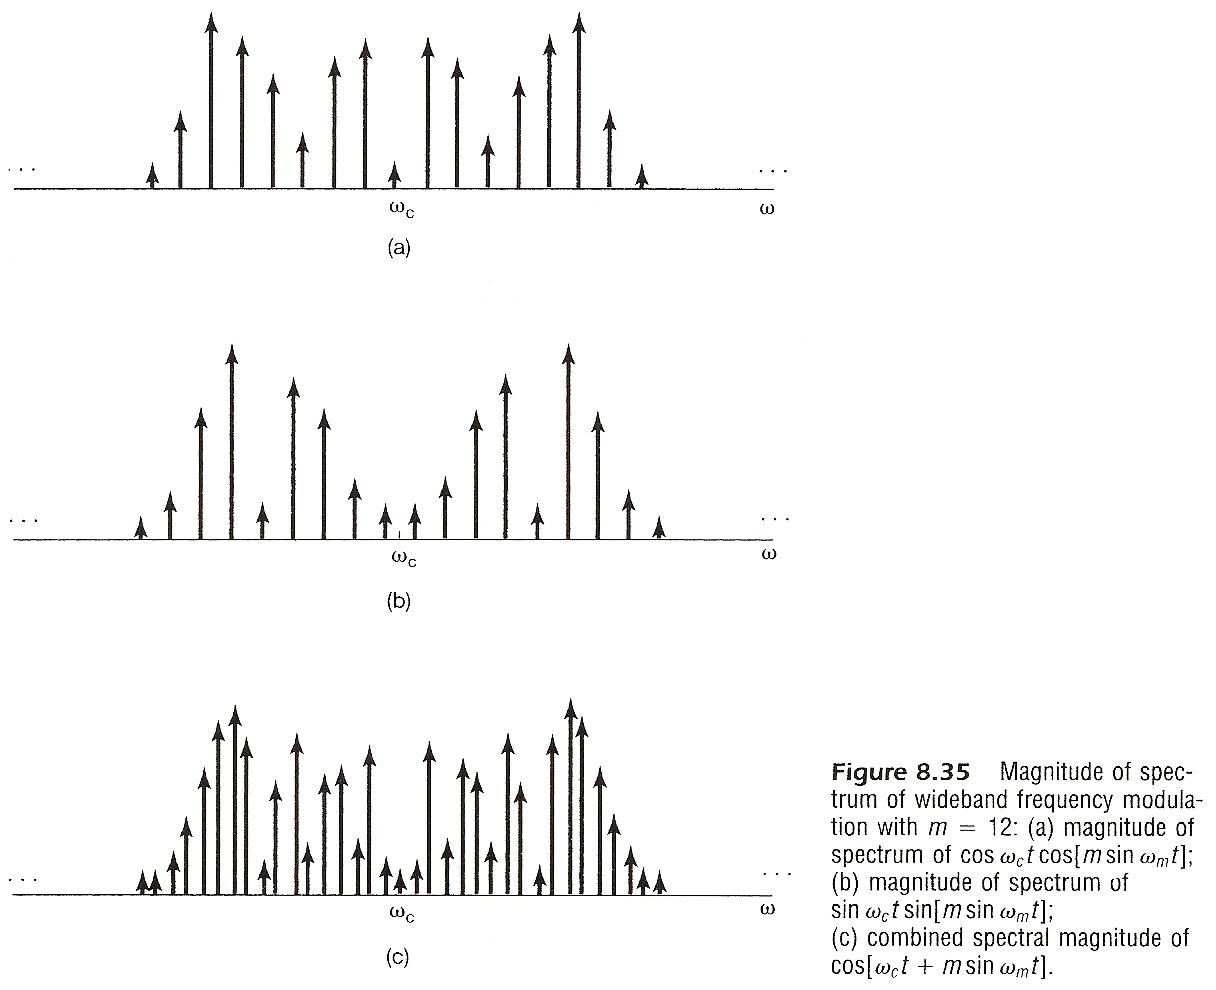 ... ...
ω_c ω
(a)
... ...
ω_c ω
(b)
... ...
ω_c ω
(c)
Figure 8.35 Magnitude of spec-
trum of wideband frequency modula-
tion with m = 12: (a) magnitude of
spectrum of cos ω_c t cos[m sin ω_m t];
(b) magnitude of spectrum of
sin ω_c t sin[m sin ω_m t];
(c) combined spectral magnitude of
cos[ω_c t + m sin ω_m t].